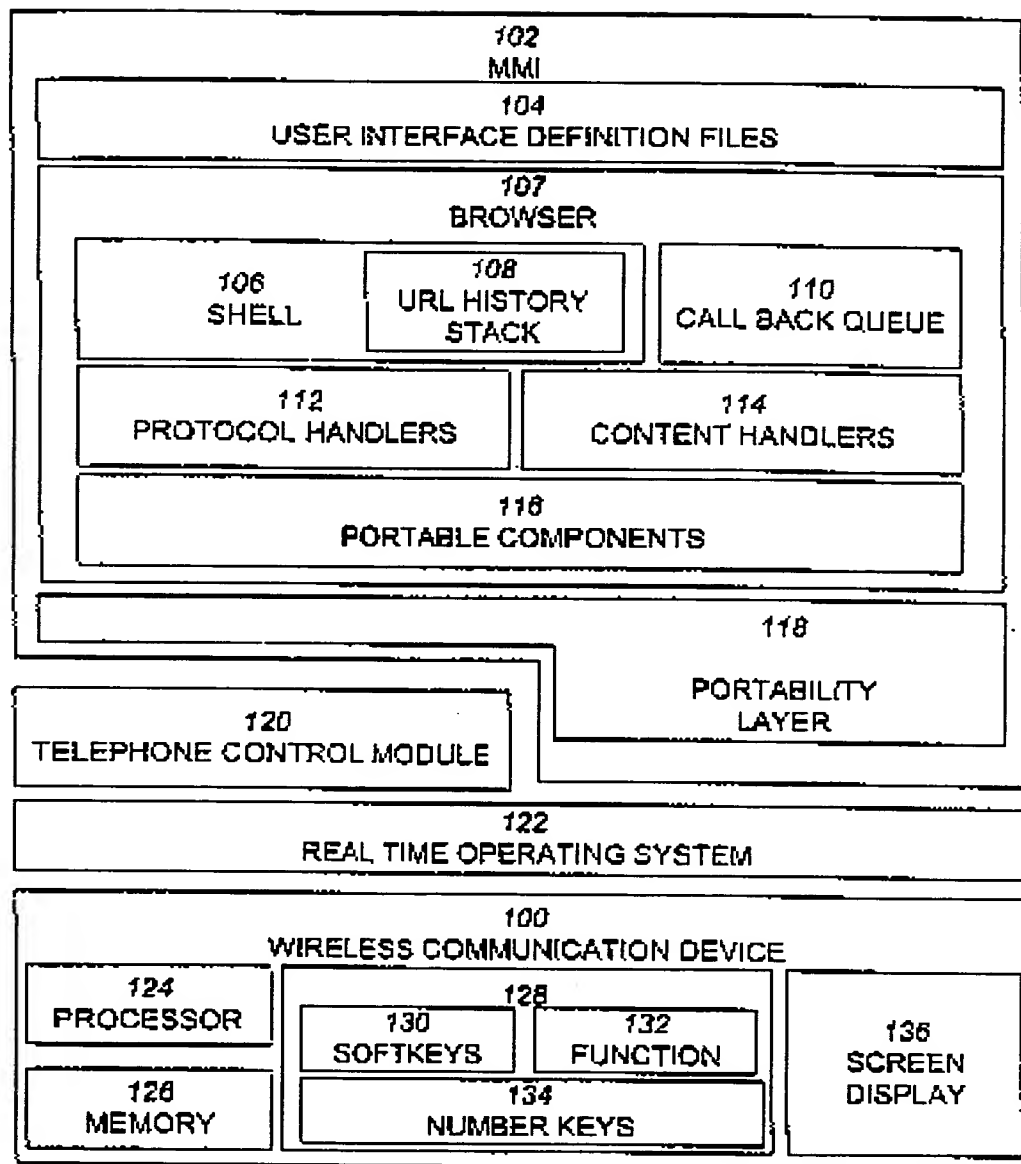 102
MMI
104
USER INTERFACE DEFINITION FILES
107
BROWSER
106
SHELL
108
URL HISTORY
STACK
110
CALL BACK QUEUE
112
PROTOCOL HANDLERS
114
CONTENT HANDLERS
116
PORTABLE COMPONENTS
118
PORTABILITY
LAYER
120
TELEPHONE CONTROL MODULE
122
REAL TIME OPERATING SYSTEM
100
WIRELESS COMMUNICATION DEVICE
124
PROCESSOR
126
MEMORY
128
130
SOFTKEYS
132
FUNCTION
134
NUMBER KEYS
136
SCREEN
DISPLAY